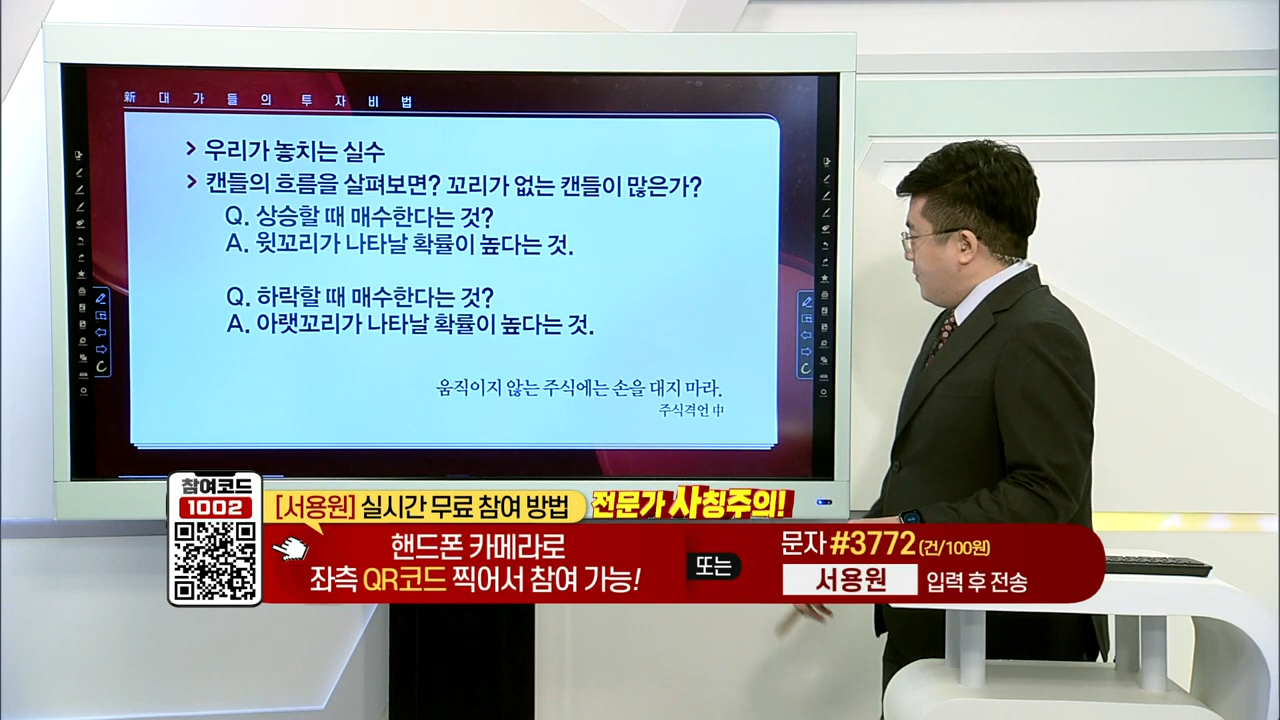 新 대 가 들 의 투 자 비 법
> 우리가 놓치는 실수
> 캔들의 흐름을 살펴보면? 꼬리가 없는 캔들이 많은가?
Q. 상승할 때 매수한다는 것?
A. 윗꼬리가 나타날 확률이 높다는 것.
Q. 하락할 때 매수한다는 것?
A. 아랫꼬리가 나타날 확률이 높다는 것.
움직이지 않는 주식에는 손을 대지 마라.
주식격언 中
참여코드
1002
[서용원] 실시간 무료 참여 방법
전문가 사칭주의!
핸드폰 카메라로
좌측 QR코드 찍어서 참여 가능!
또는
문자 #3772 (건/100원)
서용원 입력 후 전송